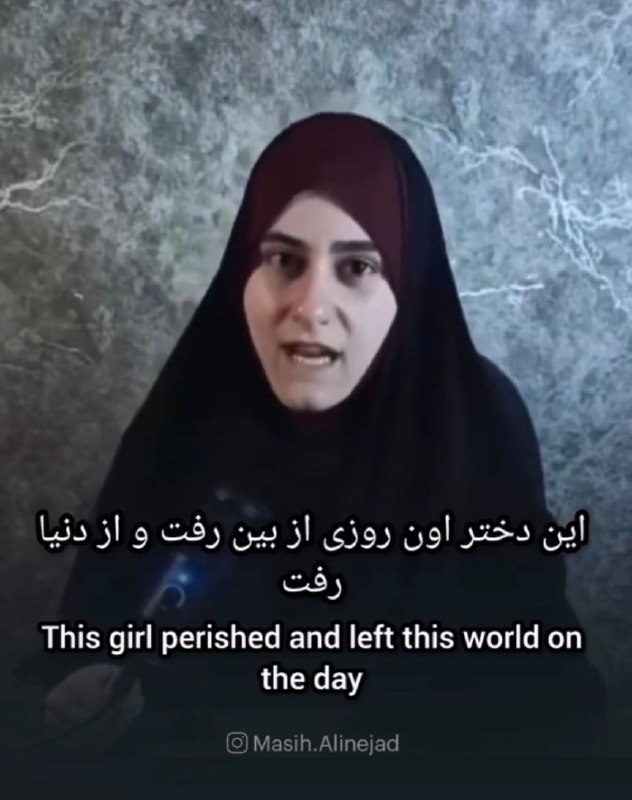 این دختر اون روزی از بین رفت و از دنیا
رفت
This girl perished and left this world on
the day
Masih.Alinejad